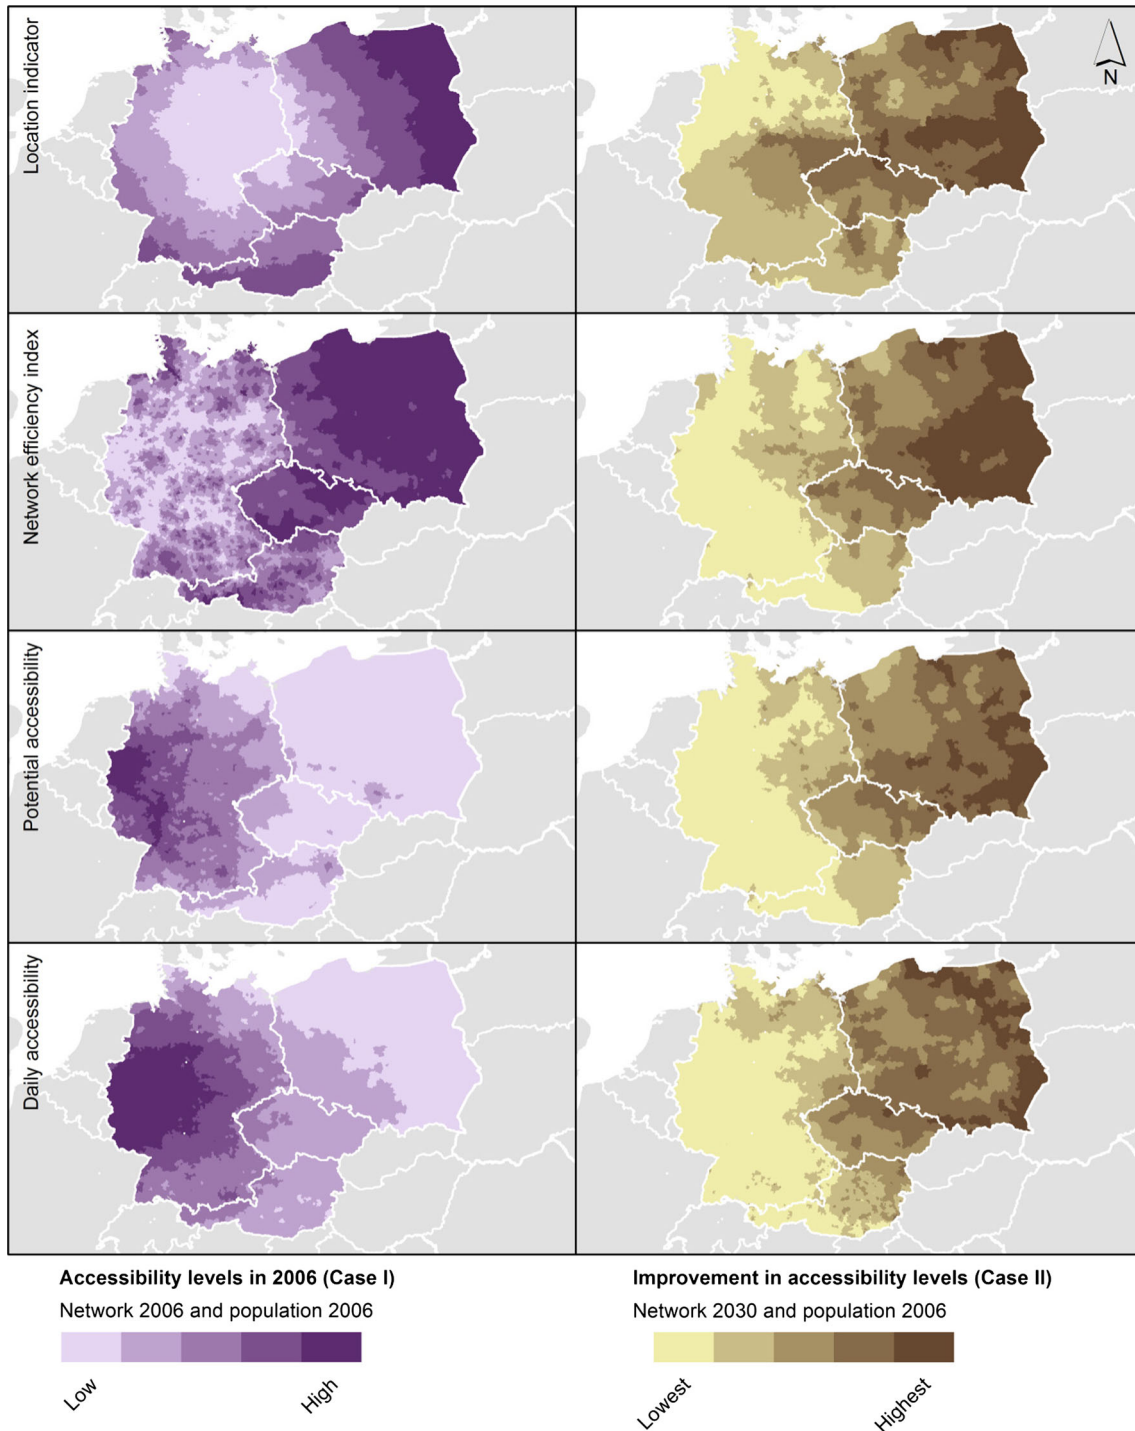 Location indicator
N
Network efficiency index
Potential accessibility
Daily accessibility
Accessibility levels in 2006 (Case I)
Network 2006 and population 2006
Low
High
Improvement in accessibility levels (Case II)
Network 2030 and population 2006
Lowest
Highest